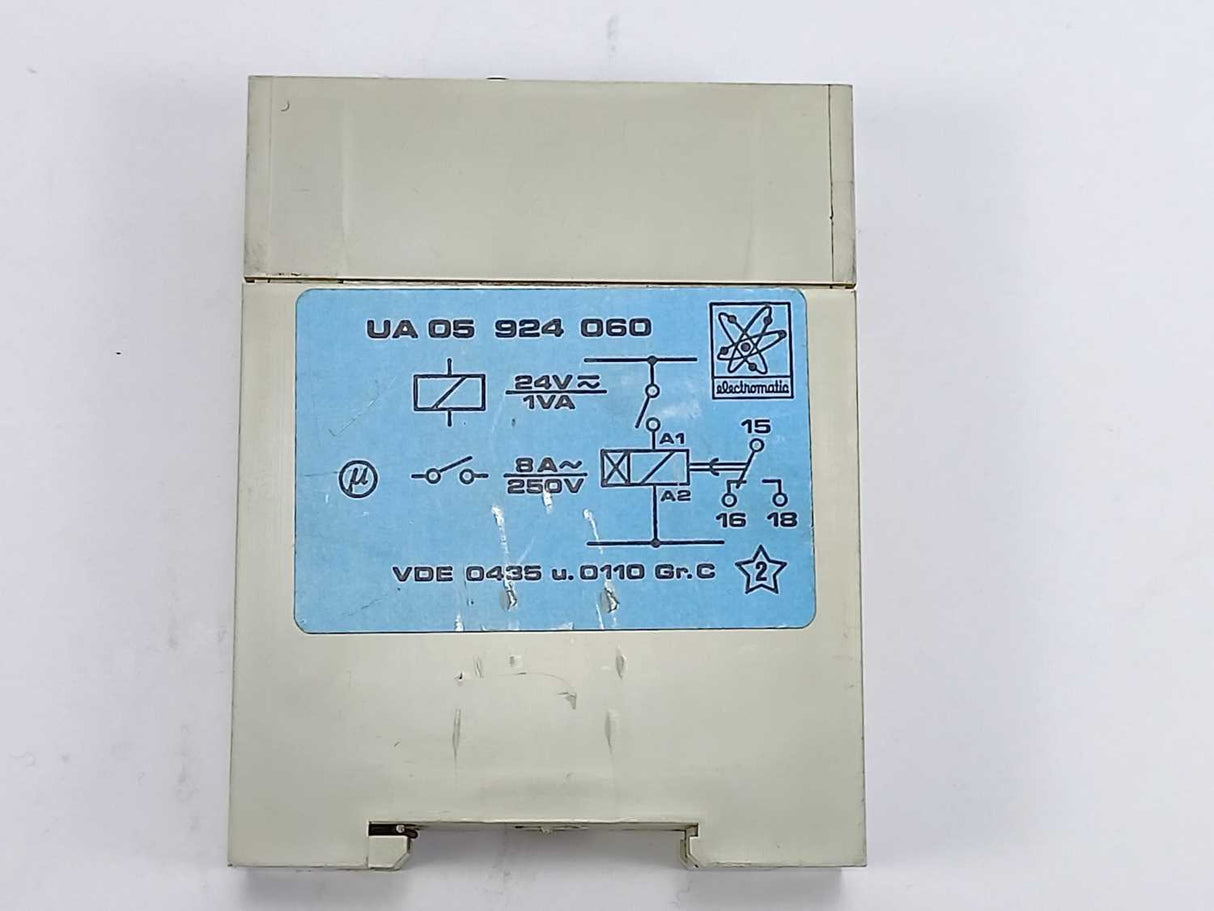 UA 05 924 060
electromatic
24V ≂
1VA
A1
15
µ
8A~
250V
A2
16 18
VDE 0435 u. 0110 Gr. C
2